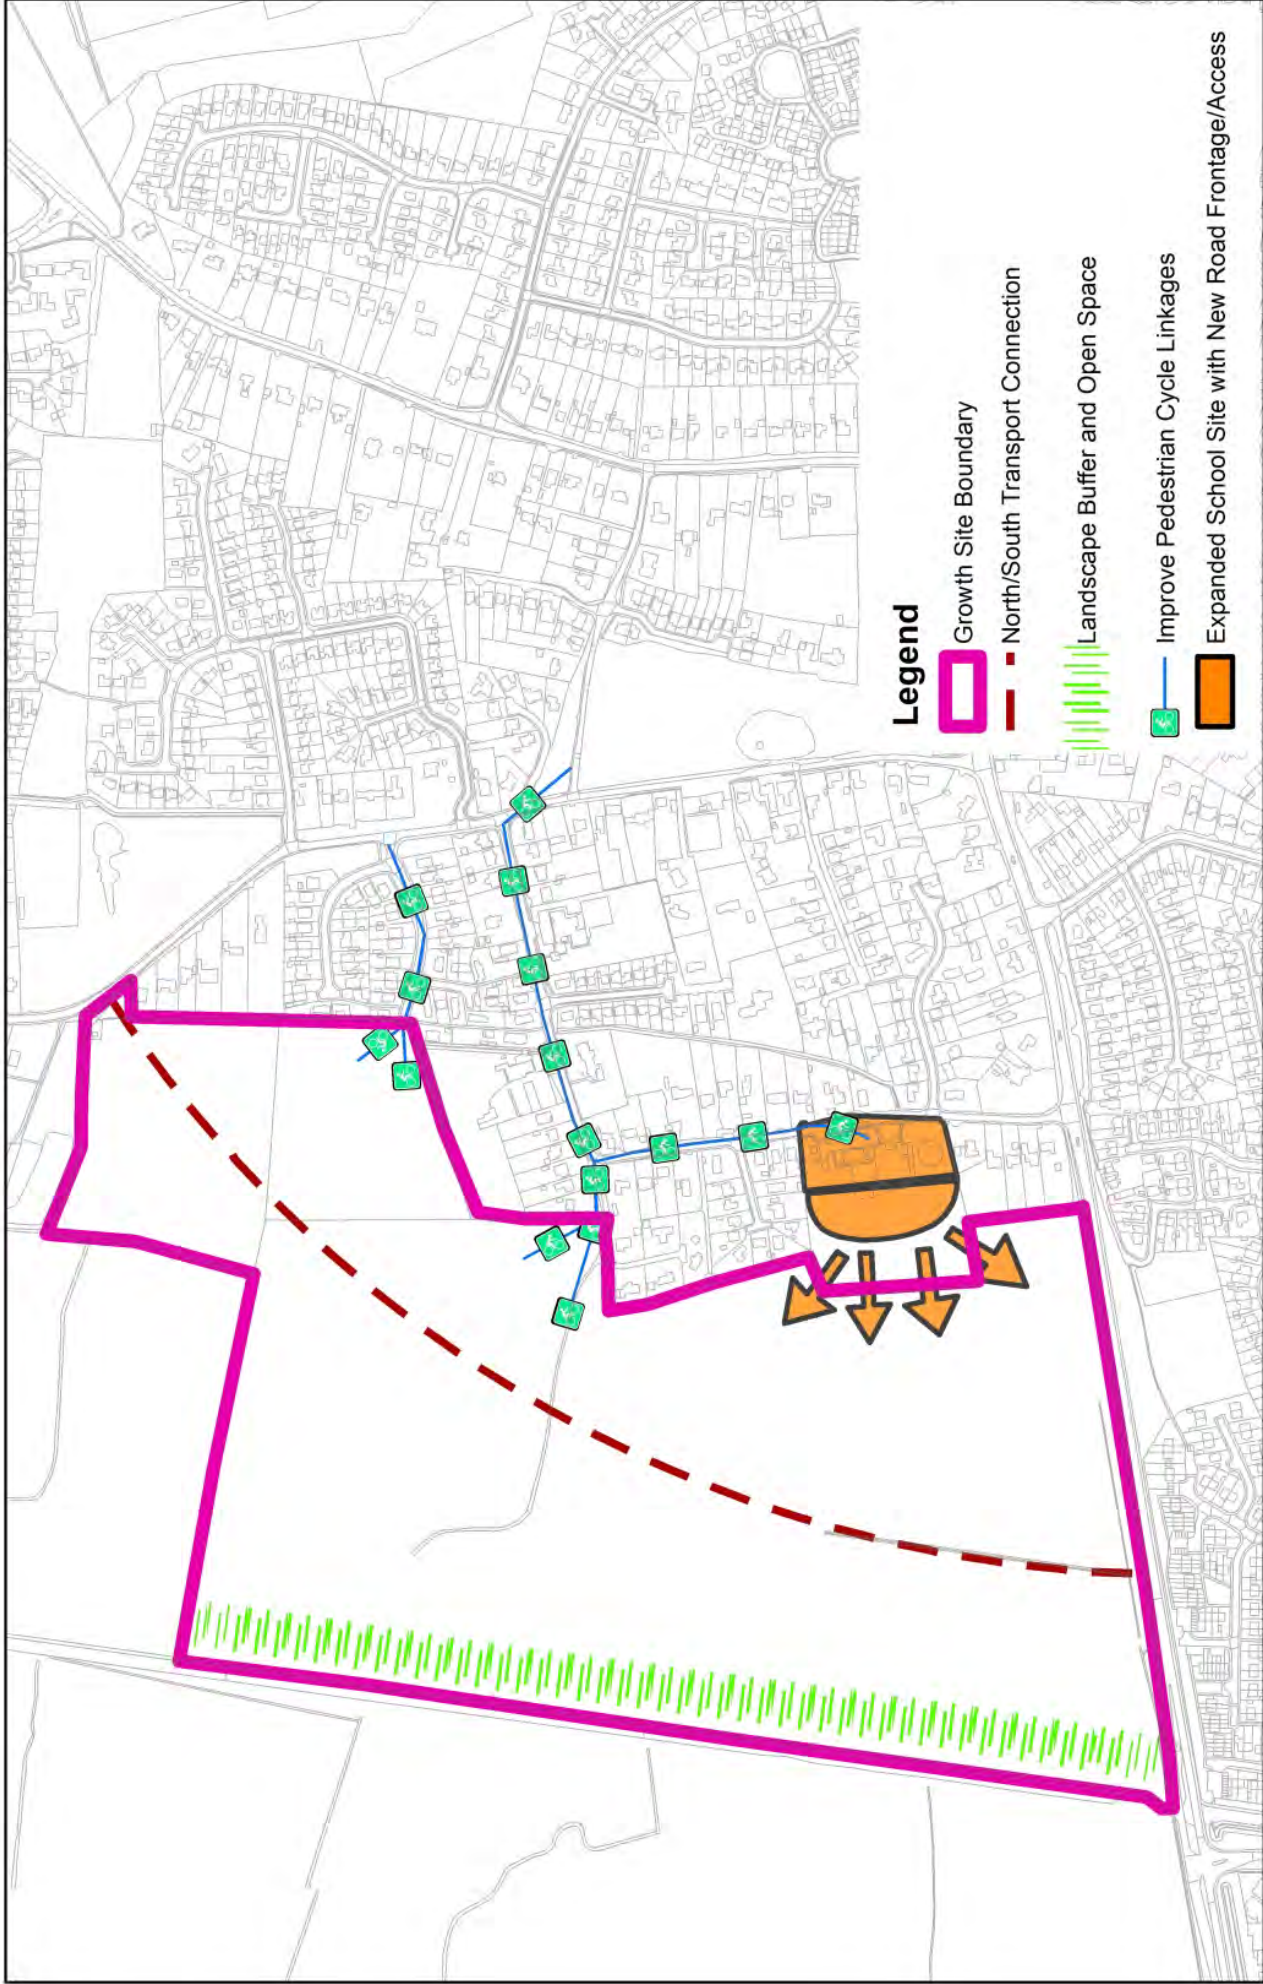 Legend
Growth Site Boundary
North/South Transport Connection
Landscape Buffer and Open Space
Improve Pedestrian Cycle Linkages
Expanded School Site with New Road Frontage/Access